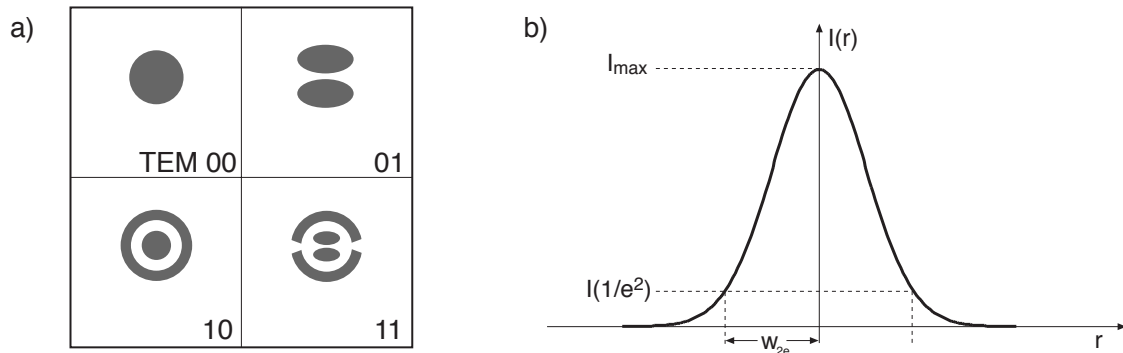 a)
TEM 00
01
10
11
b)
I(r)
Imax
I(1/e²)
W2e
r